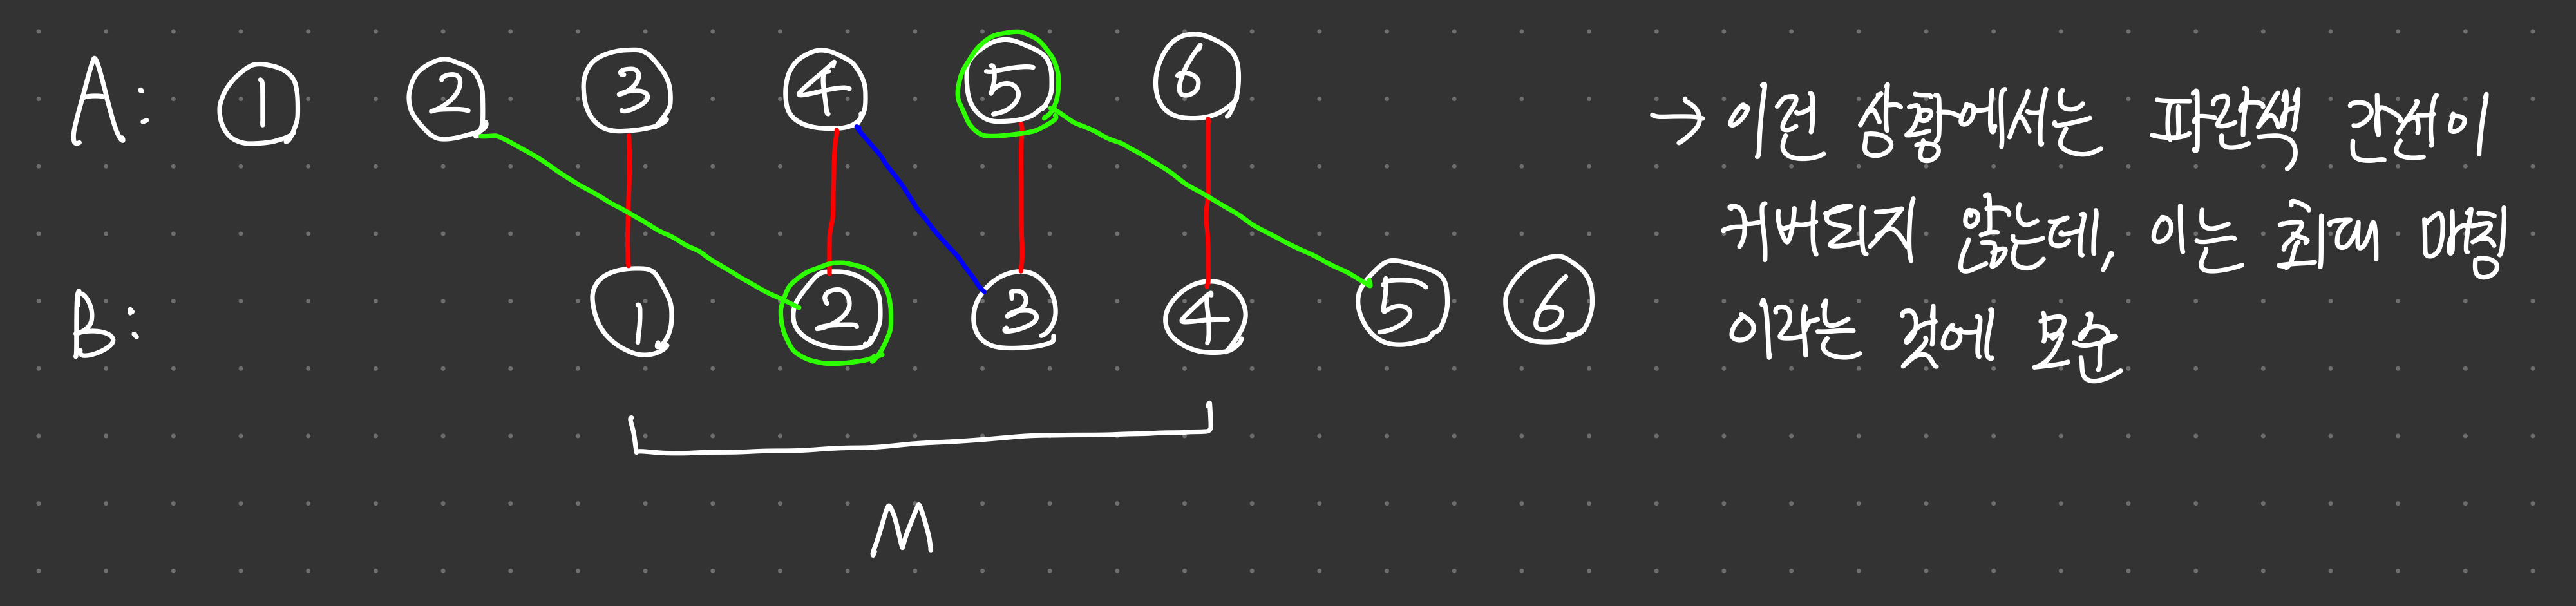 A: ① ② ③ ④ ⑤ ⑥
B: ① ② ③ ④ ⑤ ⑥
M
→ 이런 상황에서는 파란색 간선이
커버되지 않는데, 이는 최대 매칭
이라는 것에 모순